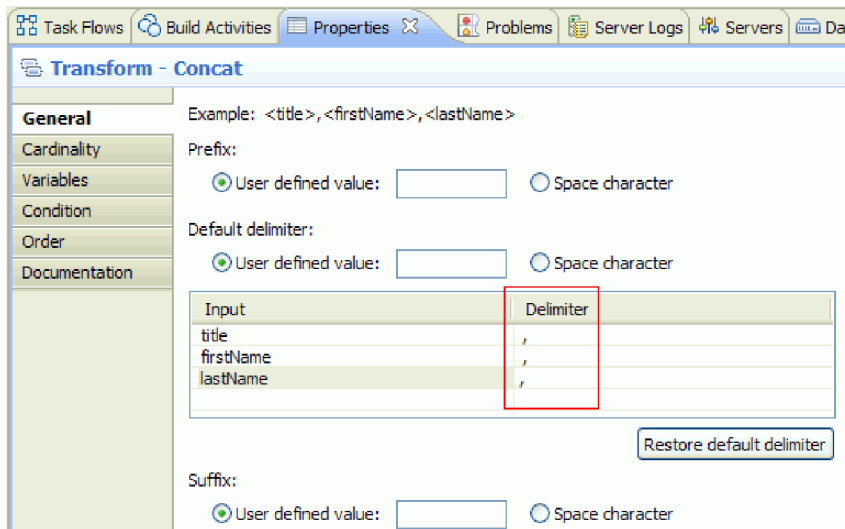 Task Flows Build Activities Properties Problems Server Logs Servers Da
Transform - Concat
General
Cardinality
Variables
Condition
Order
Documentation
Example: <title>,<firstName>,<lastName>
Prefix:
User defined value: Space character
Default delimiter:
User defined value: Space character
Input Delimiter
title ,
firstName ,
lastName ,
Restore default delimiter
Suffix:
User defined value: Space character